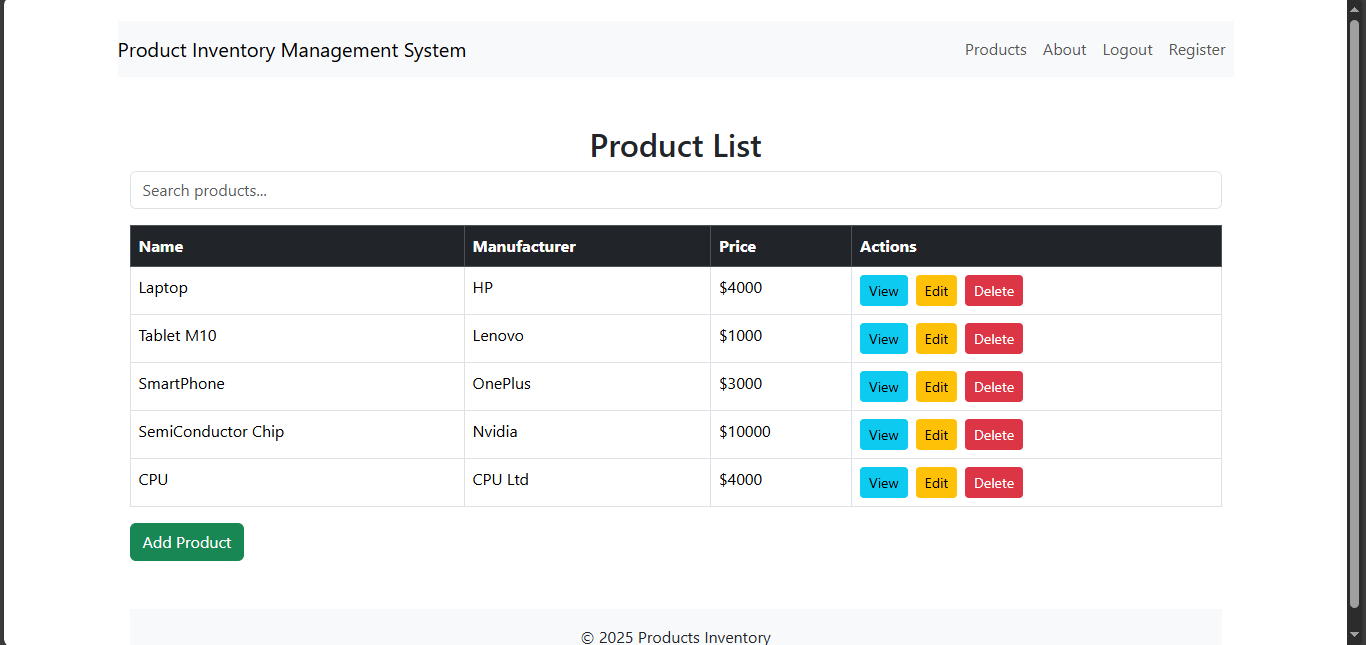 Product Inventory Management System Products About Logout Register
Product List
Search products...
Name Manufacturer Price Actions
Laptop HP $4000 View Edit Delete
Tablet M10 Lenovo $1000 View Edit Delete
SmartPhone OnePlus $3000 View Edit Delete
SemiConductor Chip Nvidia $10000 View Edit Delete
CPU CPU Ltd $4000 View Edit Delete
Add Product
© 2025 Products Inventory